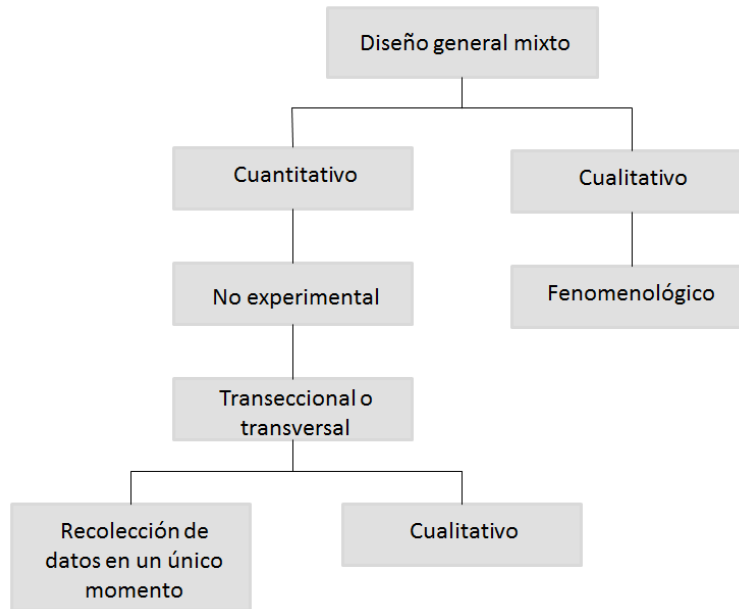 Diseño general mixto
Cuantitativo
Cualitativo
No experimental
Fenomenológico
Transeccional o
transversal
Recolección de
datos en un único
momento
Cualitativo